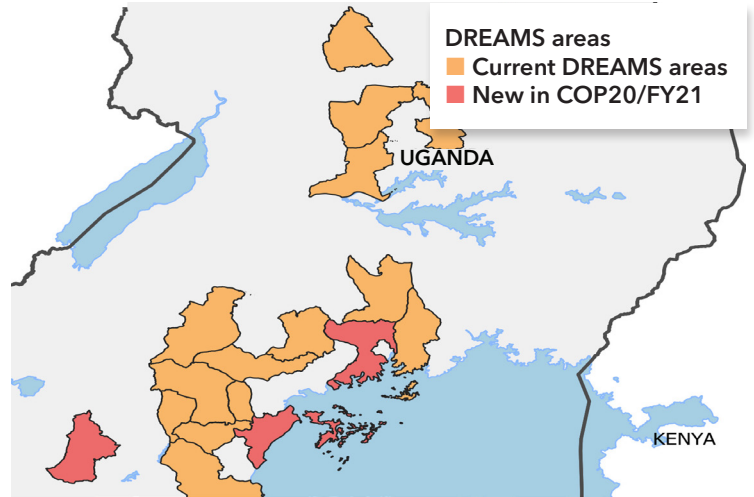 DREAMS areas
Current DREAMS areas
New in COP20/FY21
UGANDA
KENYA